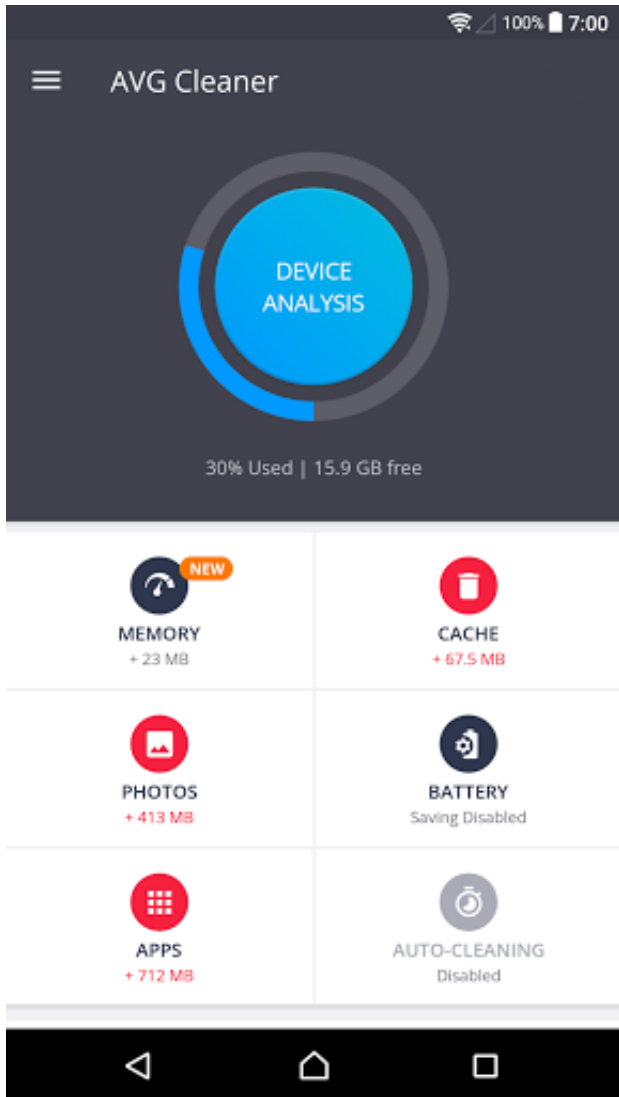 100% 7:00
AVG Cleaner
DEVICE
ANALYSIS
30% Used | 15.9 GB free
NEW
MEMORY
+ 23 MB
CACHE
+ 67.5 MB
PHOTOS
+ 413 MB
BATTERY
Saving Disabled
APPS
+ 712 MB
AUTO-CLEANING
Disabled